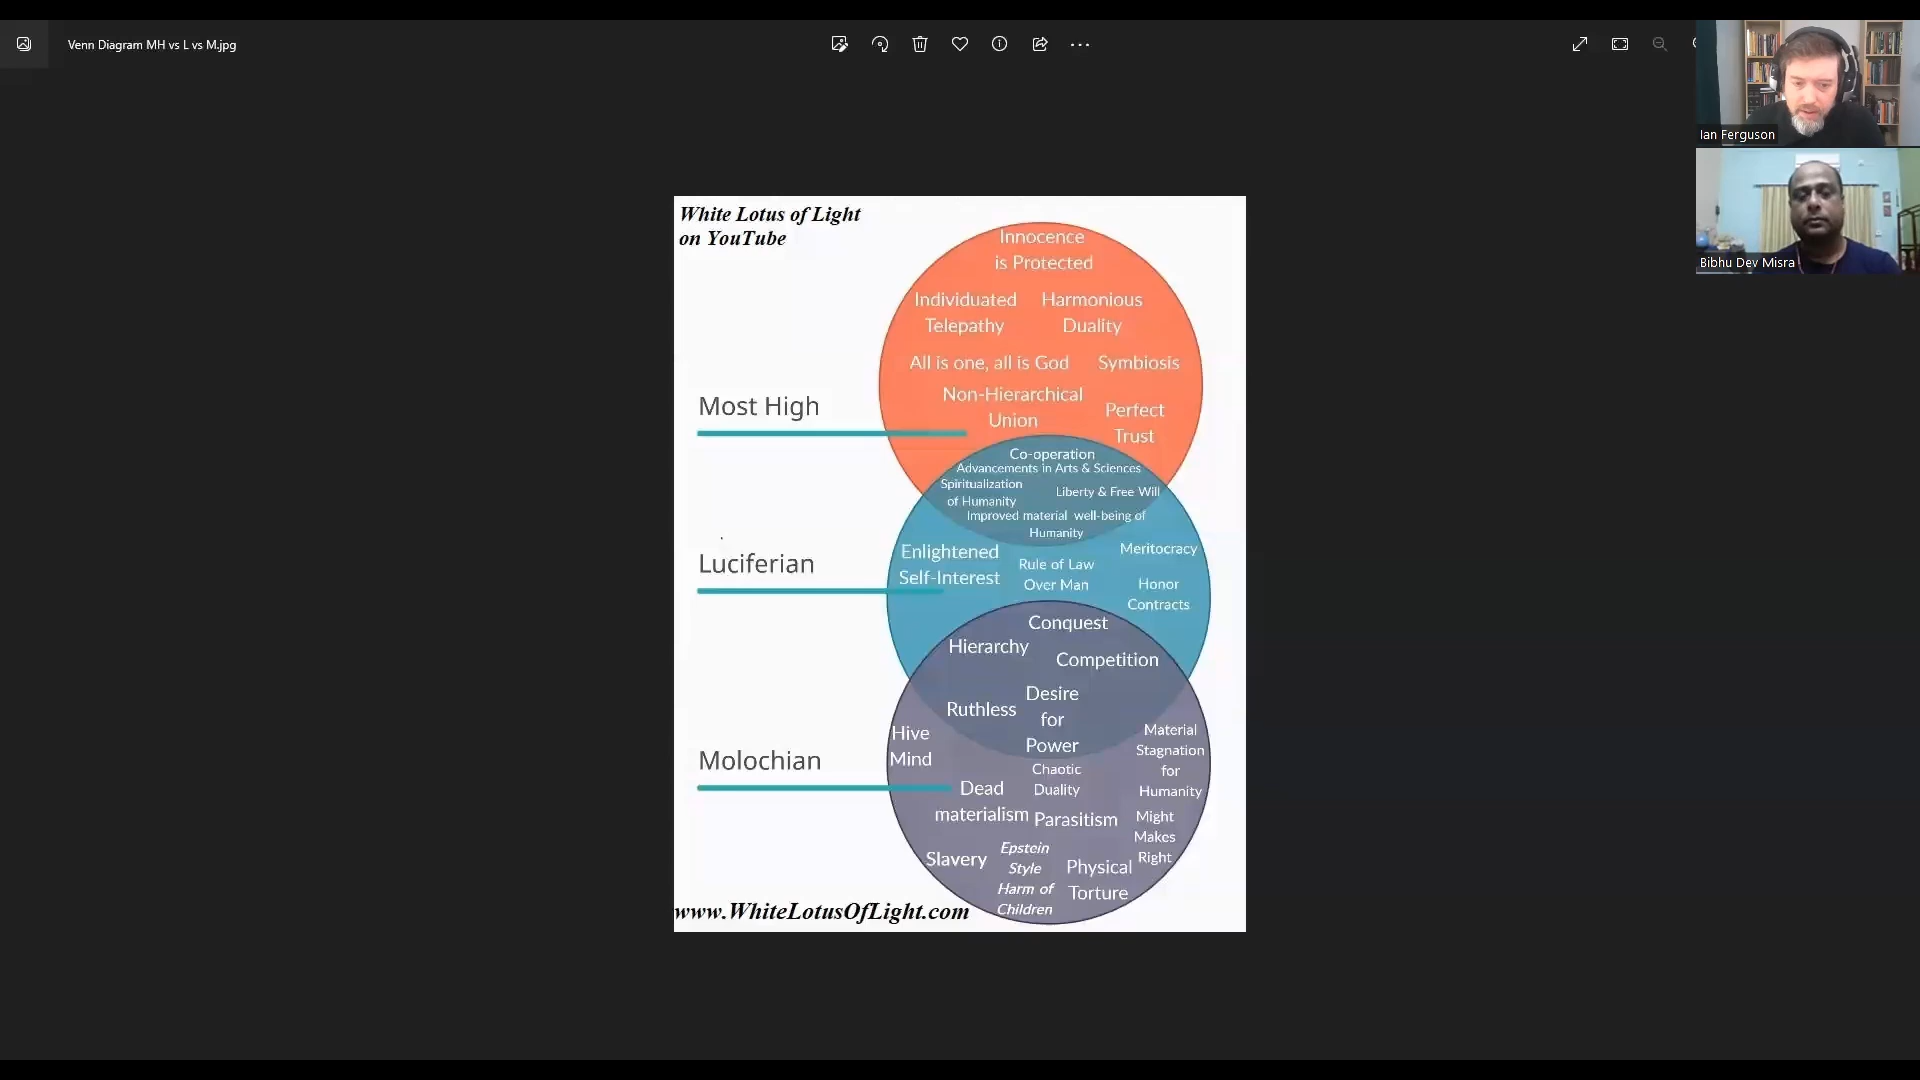 Venn Diagram MH vs L vs M.jpg
Ian Ferguson
Bibhu Dev Misra
White Lotus of Light
on YouTube
Innocence
is Protected
Individuated
Telepathy
Harmonious
Duality
All is one, all is God
Symbiosis
Non-Hierarchical
Union
Perfect
Trust
Most High
Co-operation
Advancements in Arts & Sciences
Spiritualization
of Humanity
Liberty & Free Will
Improved material well-being of
Humanity
Luciferian
Enlightened
Self-Interest
Rule of Law
Over Man
Meritocracy
Honor
Contracts
Conquest
Hierarchy
Competition
Ruthless
Desire
for
Power
Molochian
Hive
Mind
Chaotic
Duality
Material
Stagnation
for
Humanity
Dead
materialism
Parasitism
Might
Makes
Right
Slavery
Epstein
Style
Harm of
Children
Physical
Torture
www.WhiteLotusOfLight.com